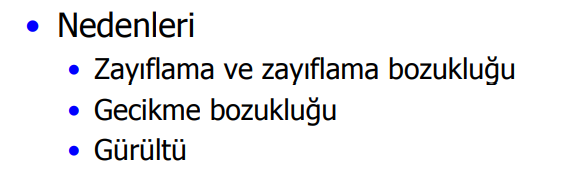 • Nedenleri
• Zayıflama ve zayıflama bozukluğu
• Gecikme bozukluğu
• Gürültü